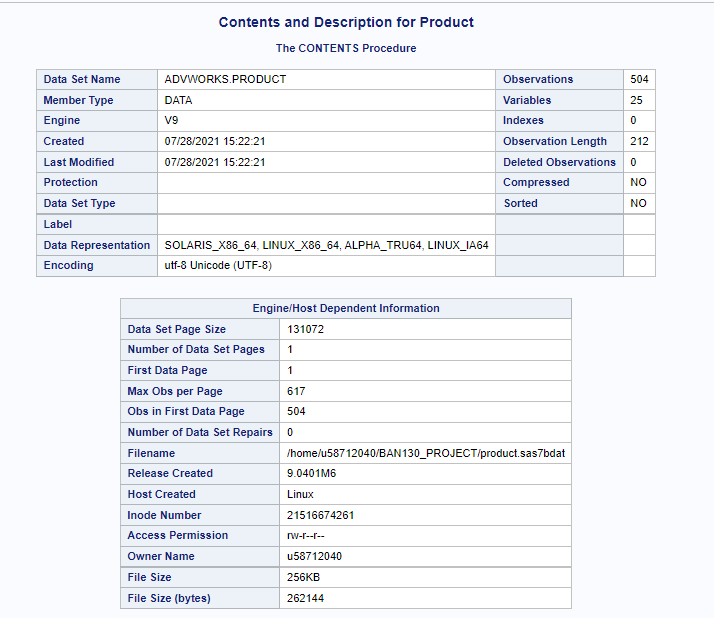 Contents and Description for Product
The CONTENTS Procedure
Data Set Name ADVWORKS.PRODUCT Observations 504
Member Type DATA Variables 25
Engine V9 Indexes 0
Created 07/28/2021 15:22:21 Observation Length 212
Last Modified 07/28/2021 15:22:21 Deleted Observations 0
Protection Compressed NO
Data Set Type Sorted NO
Label
Data Representation SOLARIS_X86_64, LINUX_X86_64, ALPHA_TRU64, LINUX_IA64
Encoding utf-8 Unicode (UTF-8)
Engine/Host Dependent Information
Data Set Page Size 131072
Number of Data Set Pages 1
First Data Page 1
Max Obs per Page 617
Obs in First Data Page 504
Number of Data Set Repairs 0
Filename /home/u58712040/BAN130_PROJECT/product.sas7bdat
Release Created 9.0401M6
Host Created Linux
Inode Number 21516674261
Access Permission rw-r--r--
Owner Name u58712040
File Size 256KB
File Size (bytes) 262144